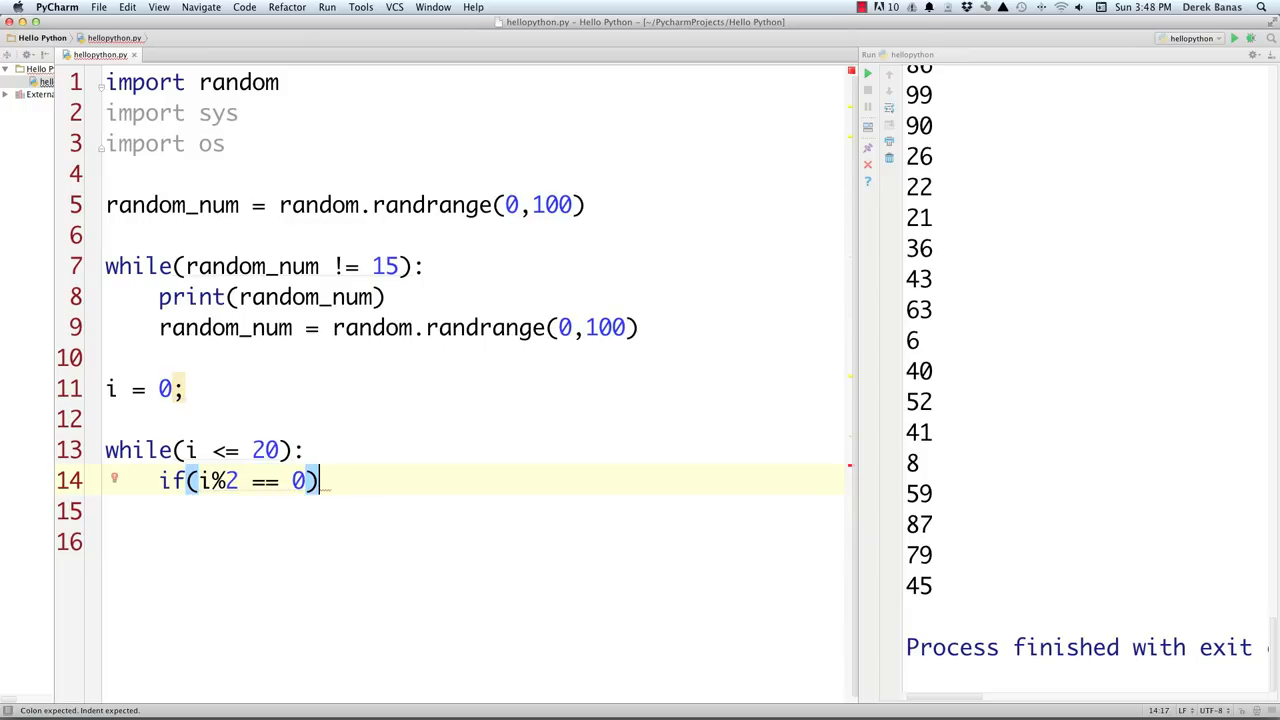 PyCharm File Edit View Navigate Code Refactor Run Tools VCS Window Help 10 Sun 3:48 PM Derek Banas
hellopython.py - Hello Python - [~/PycharmProjects/Hello Python]
Hello Python hellopython.py hellopython
hellopython.py × Run hellopython
Hello P
hell
Externa
1 import random
2 import sys
3 import os
4
5 random_num = random.randrange(0,100)
6
7 while(random_num != 15):
8 print(random_num)
9 random_num = random.randrange(0,100)
10
11 i = 0;
12
13 while(i <= 20):
14 if(i%2 == 0)
15
16
99
90
26
22
21
36
43
63
6
40
52
41
8
59
87
79
45
Process finished with exit
Colon expected. Indent expected. 14:17 LF UTF-8